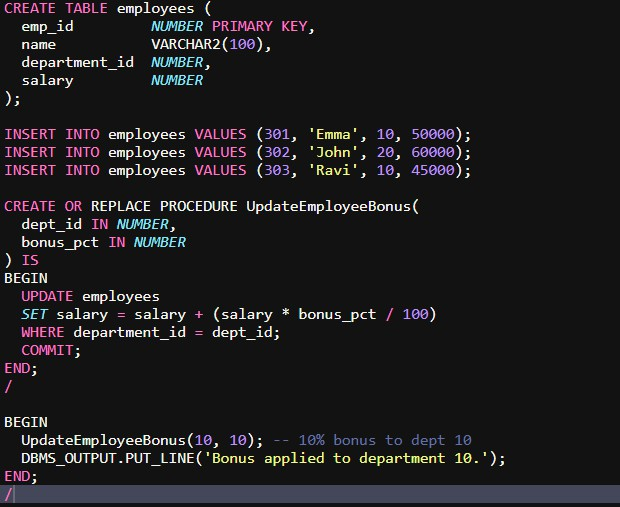 CREATE TABLE employees (
  emp_id         NUMBER PRIMARY KEY,
  name           VARCHAR2(100),
  department_id  NUMBER,
  salary         NUMBER
);

INSERT INTO employees VALUES (301, 'Emma', 10, 50000);
INSERT INTO employees VALUES (302, 'John', 20, 60000);
INSERT INTO employees VALUES (303, 'Ravi', 10, 45000);

CREATE OR REPLACE PROCEDURE UpdateEmployeeBonus(
  dept_id IN NUMBER,
  bonus_pct IN NUMBER
) IS
BEGIN
  UPDATE employees
  SET salary = salary + (salary * bonus_pct / 100)
  WHERE department_id = dept_id;
  COMMIT;
END;
/

BEGIN
  UpdateEmployeeBonus(10, 10); -- 10% bonus to dept 10
  DBMS_OUTPUT.PUT_LINE('Bonus applied to department 10.');
END;
/